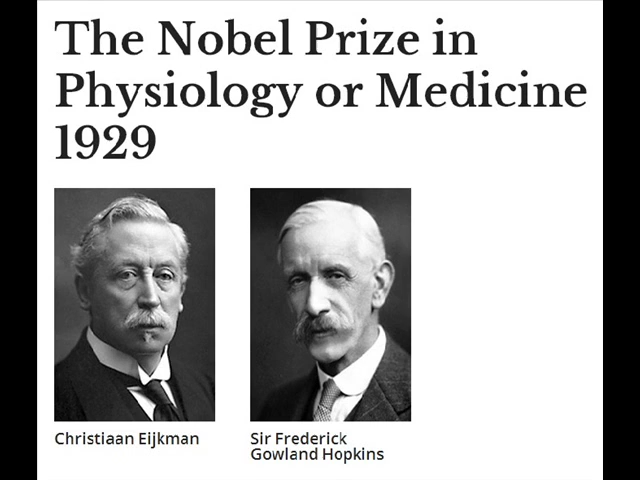 The Nobel Prize in
Physiology or Medicine
1929
Christiaan Eijkman
Sir Frederick
Gowland Hopkins